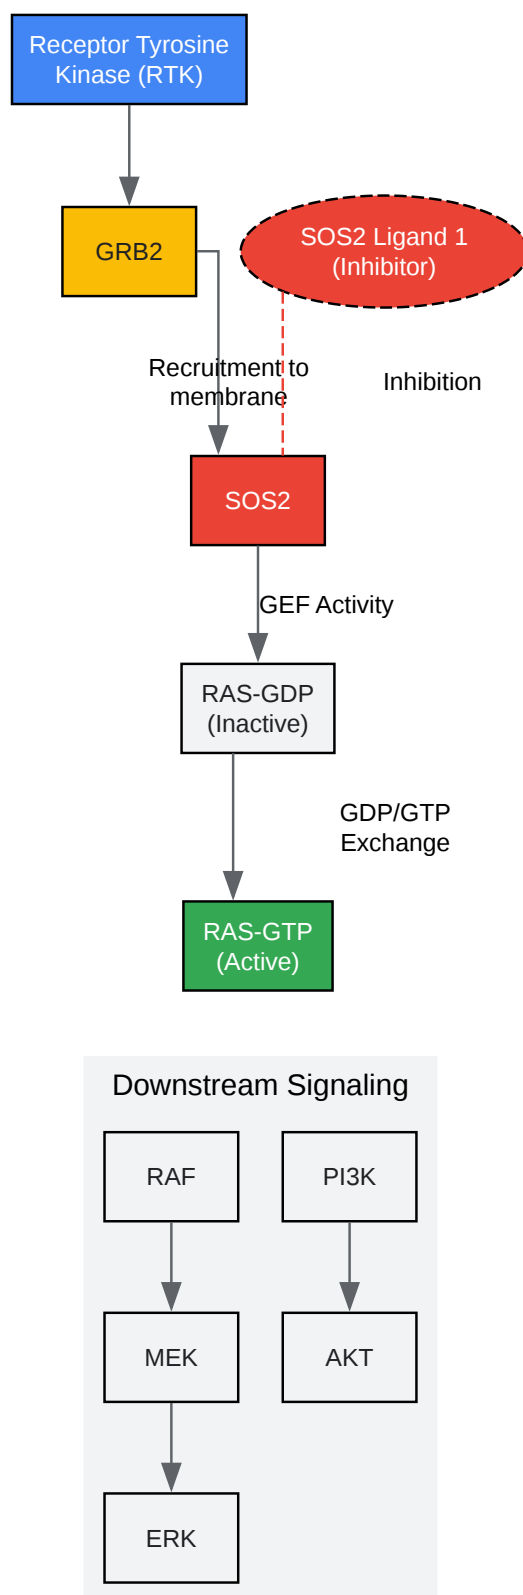 Receptor Tyrosine
Kinase (RTK)
GRB2
SOS2 Ligand 1
(Inhibitor)
Recruitment to
membrane
Inhibition
SOS2
GEF Activity
RAS-GDP
(Inactive)
GDP/GTP
Exchange
RAS-GTP
(Active)
Downstream Signaling
RAF
PI3K
MEK
AKT
ERK